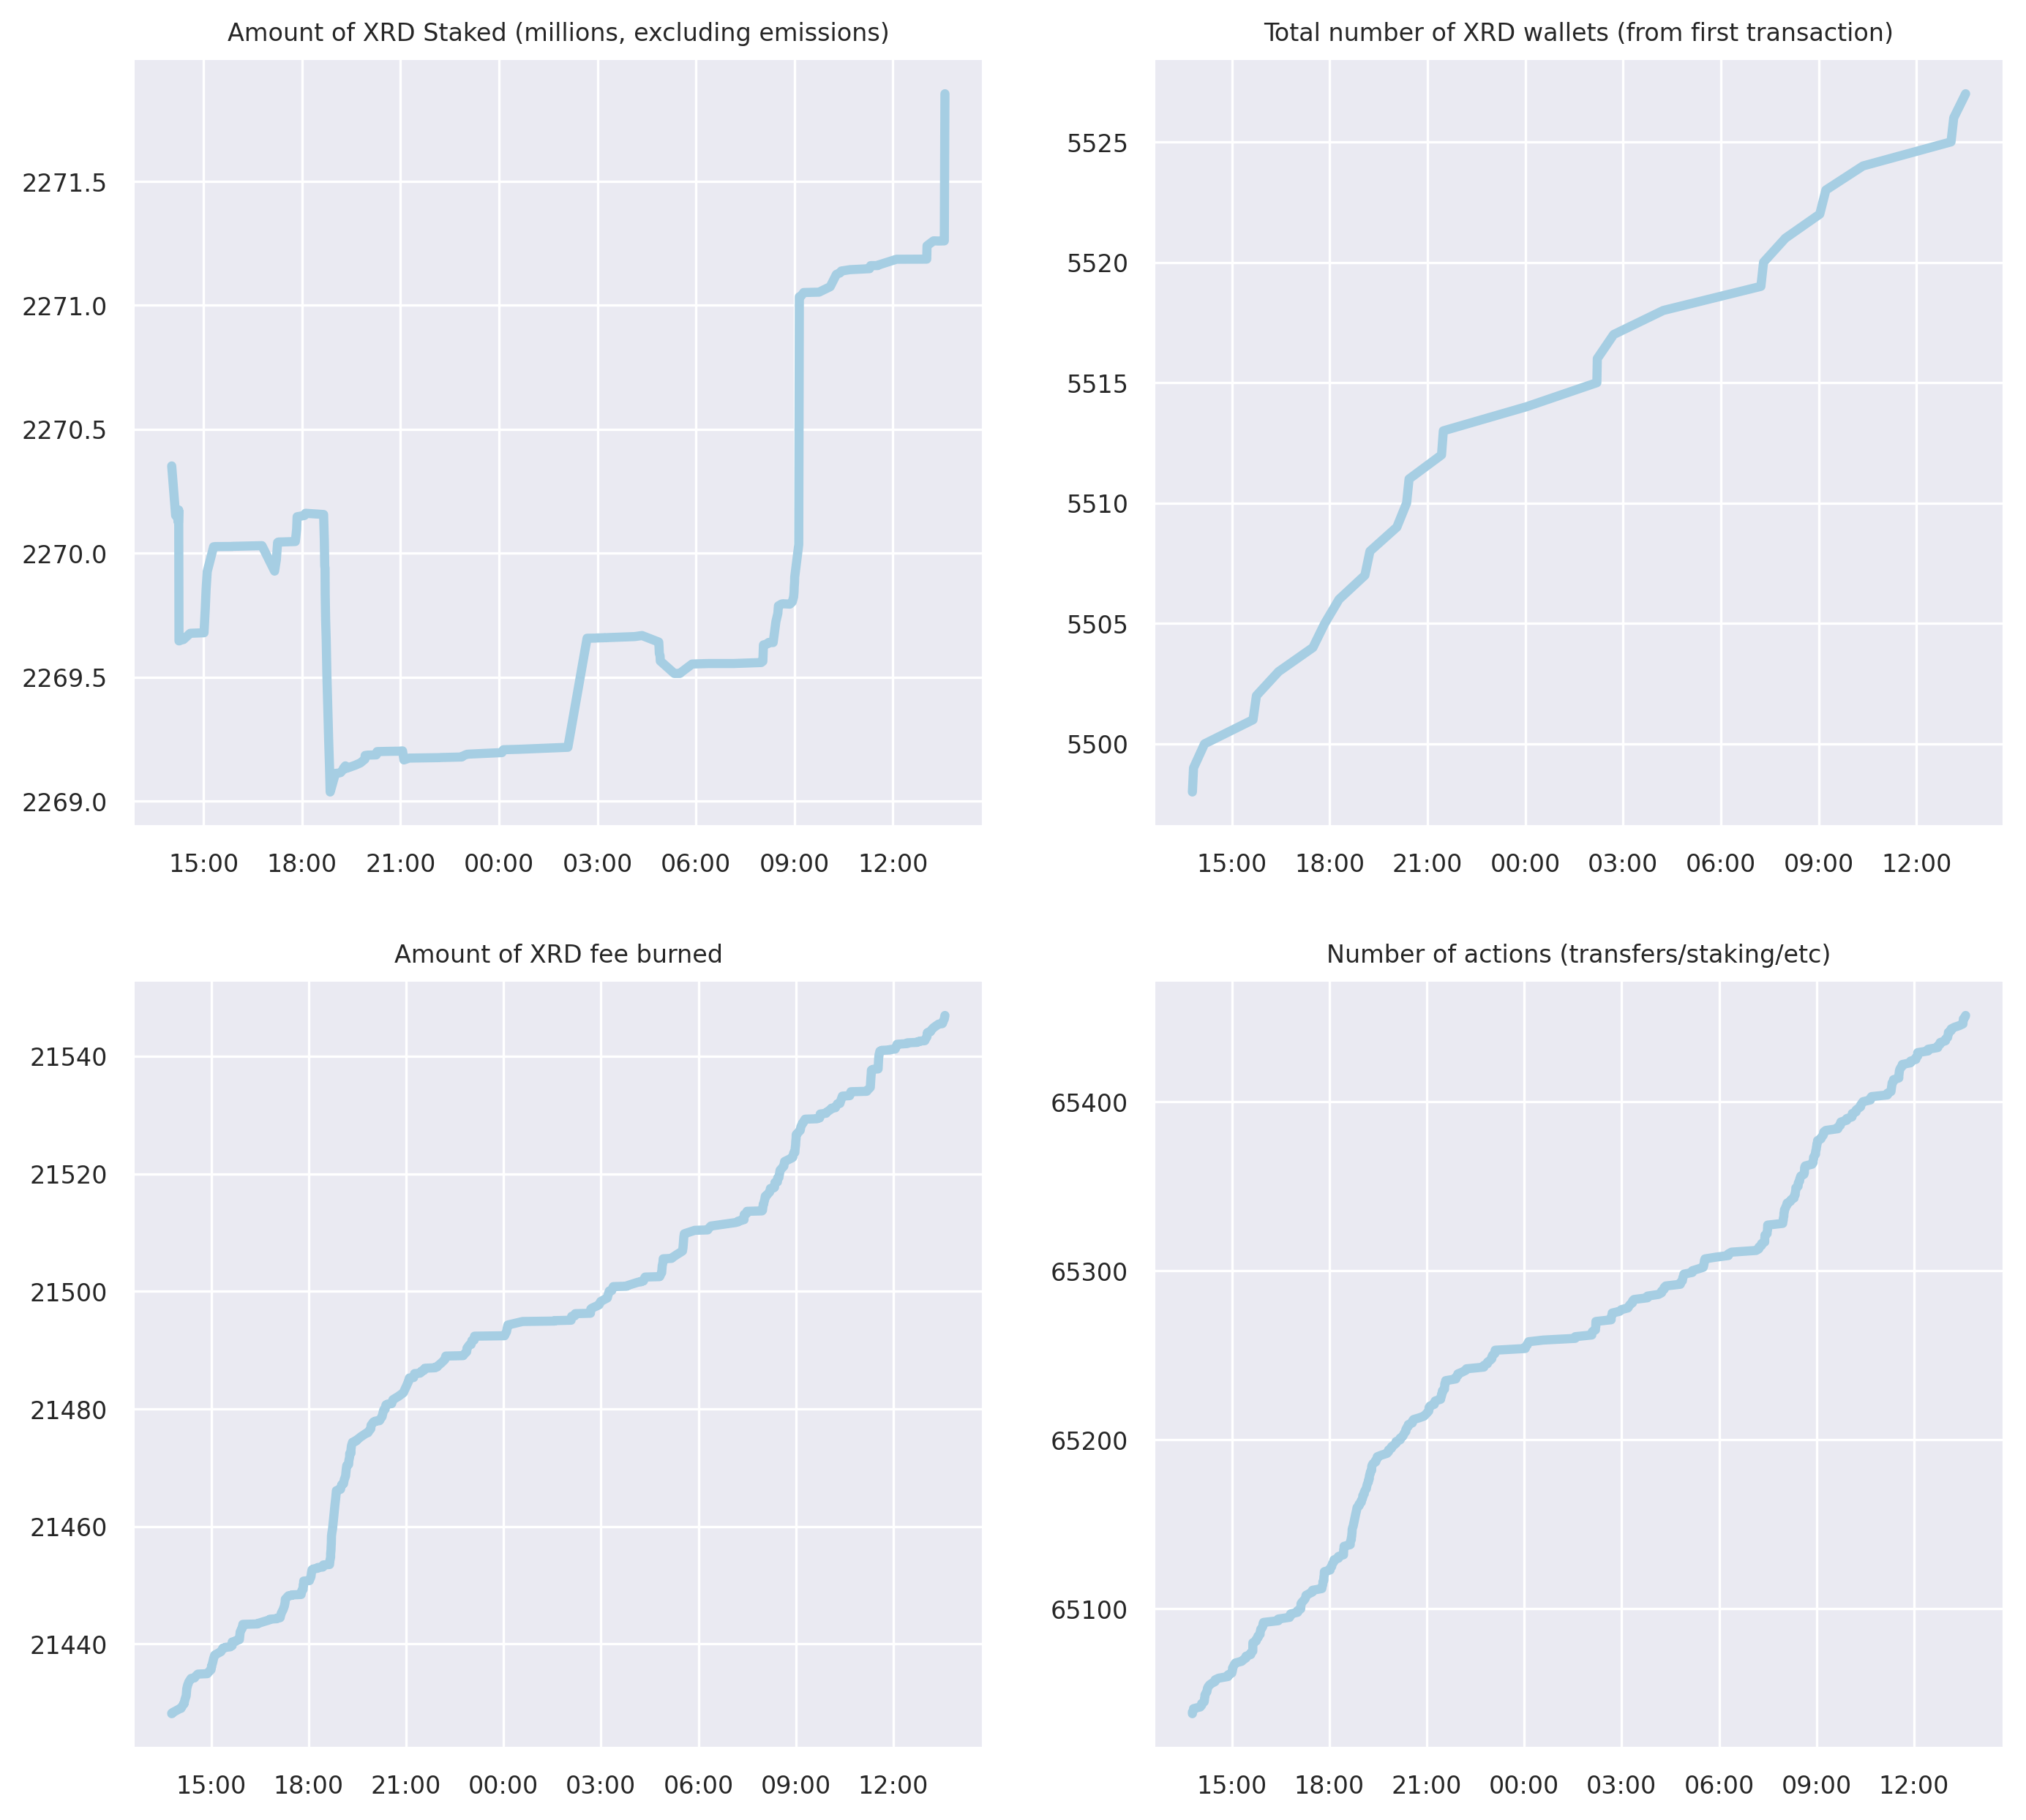 Amount of XRD Staked (millions, excluding emissions)
2271.5
2271.0
2270.5
2270.0
2269.5
2269.0
15:00 18:00 21:00 00:00 03:00 06:00 09:00 12:00
Total number of XRD wallets (from first transaction)
5525
5520
5515
5510
5505
5500
15:00 18:00 21:00 00:00 03:00 06:00 09:00 12:00
Amount of XRD fee burned
21540
21520
21500
21480
21460
21440
15:00 18:00 21:00 00:00 03:00 06:00 09:00 12:00
Number of actions (transfers/staking/etc)
65400
65300
65200
65100
15:00 18:00 21:00 00:00 03:00 06:00 09:00 12:00